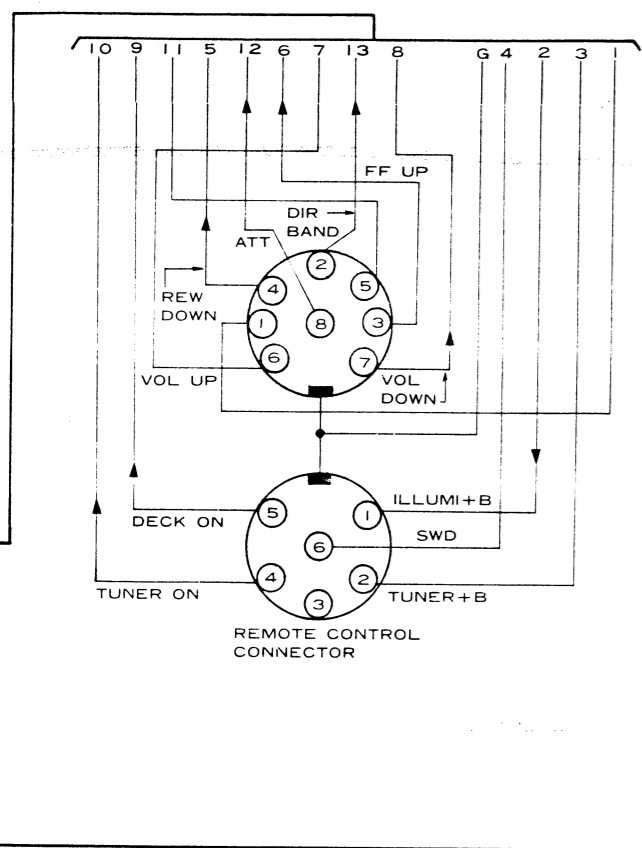 10 9 11 5 12 6 7 13 8 G 4 2 3 1
FF UP
DIR
BAND
ATT
2
4
5
REW
DOWN
1
8
3
6
7
VOL UP
VOL
DOWN
ILLUMI+B
5
1
DECK ON
SWD
6
4
2
TUNER ON
TUNER+B
3
REMOTE CONTROL
CONNECTOR